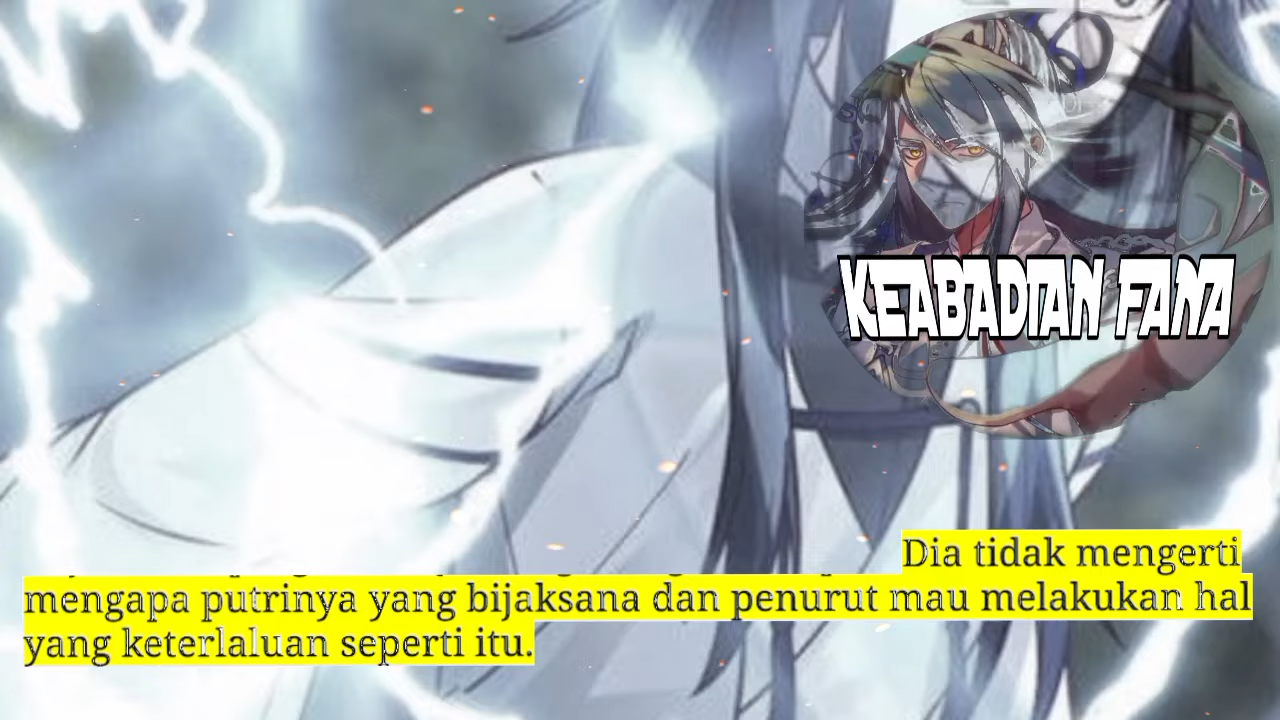 KEABADIAN FANA
Dia tidak mengerti
mengapa putrinya yang bijaksana dan penurut mau melakukan hal
yang keterlaluan seperti itu.